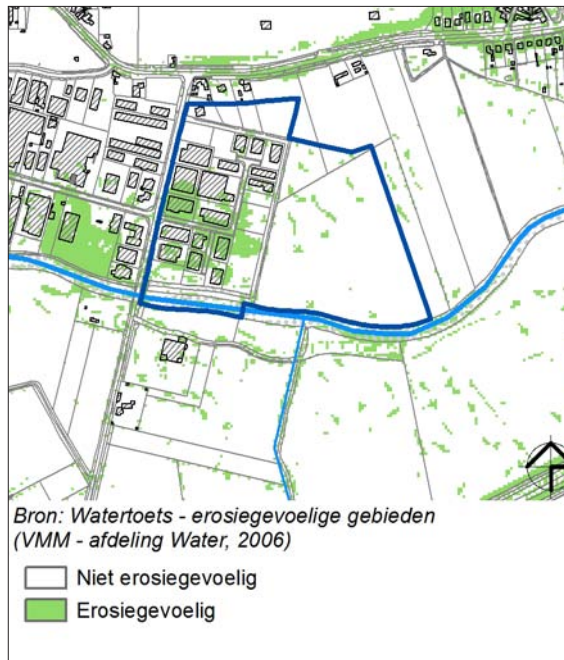 Bron: Watertoets - erosiegevoelige gebieden
(VMM - afdeling Water, 2006)
Niet erosiegevoelig
Erosiegevoelig